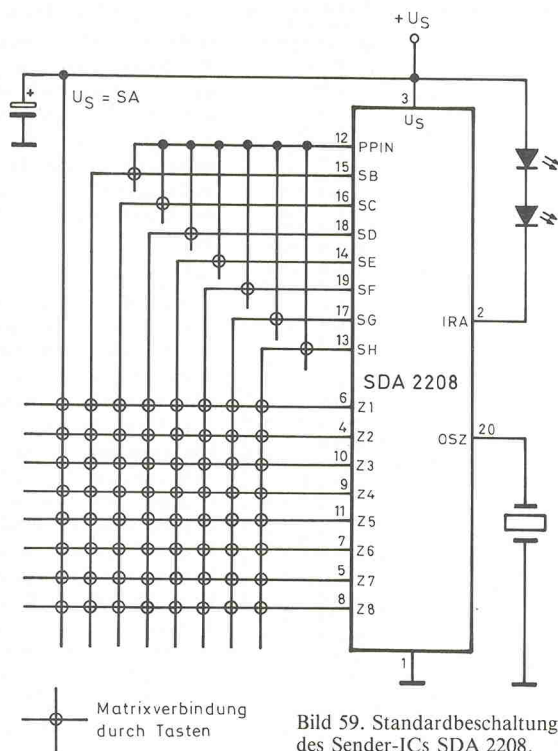 +U_S
+
U_S = SA
3
U_S
12 PPIN
15 SB
16 SC
18 SD
14 SE
19 SF
17 SG
13 SH
2
IRA
SDA 2208
6 Z1
20
OSZ
4 Z2
10 Z3
9 Z4
11 Z5
7 Z6
5 Z7
8 Z8
1
Matrixverbindung
durch Tasten
Bild 59. Standardbeschaltung
des Sender-ICs SDA 2208.